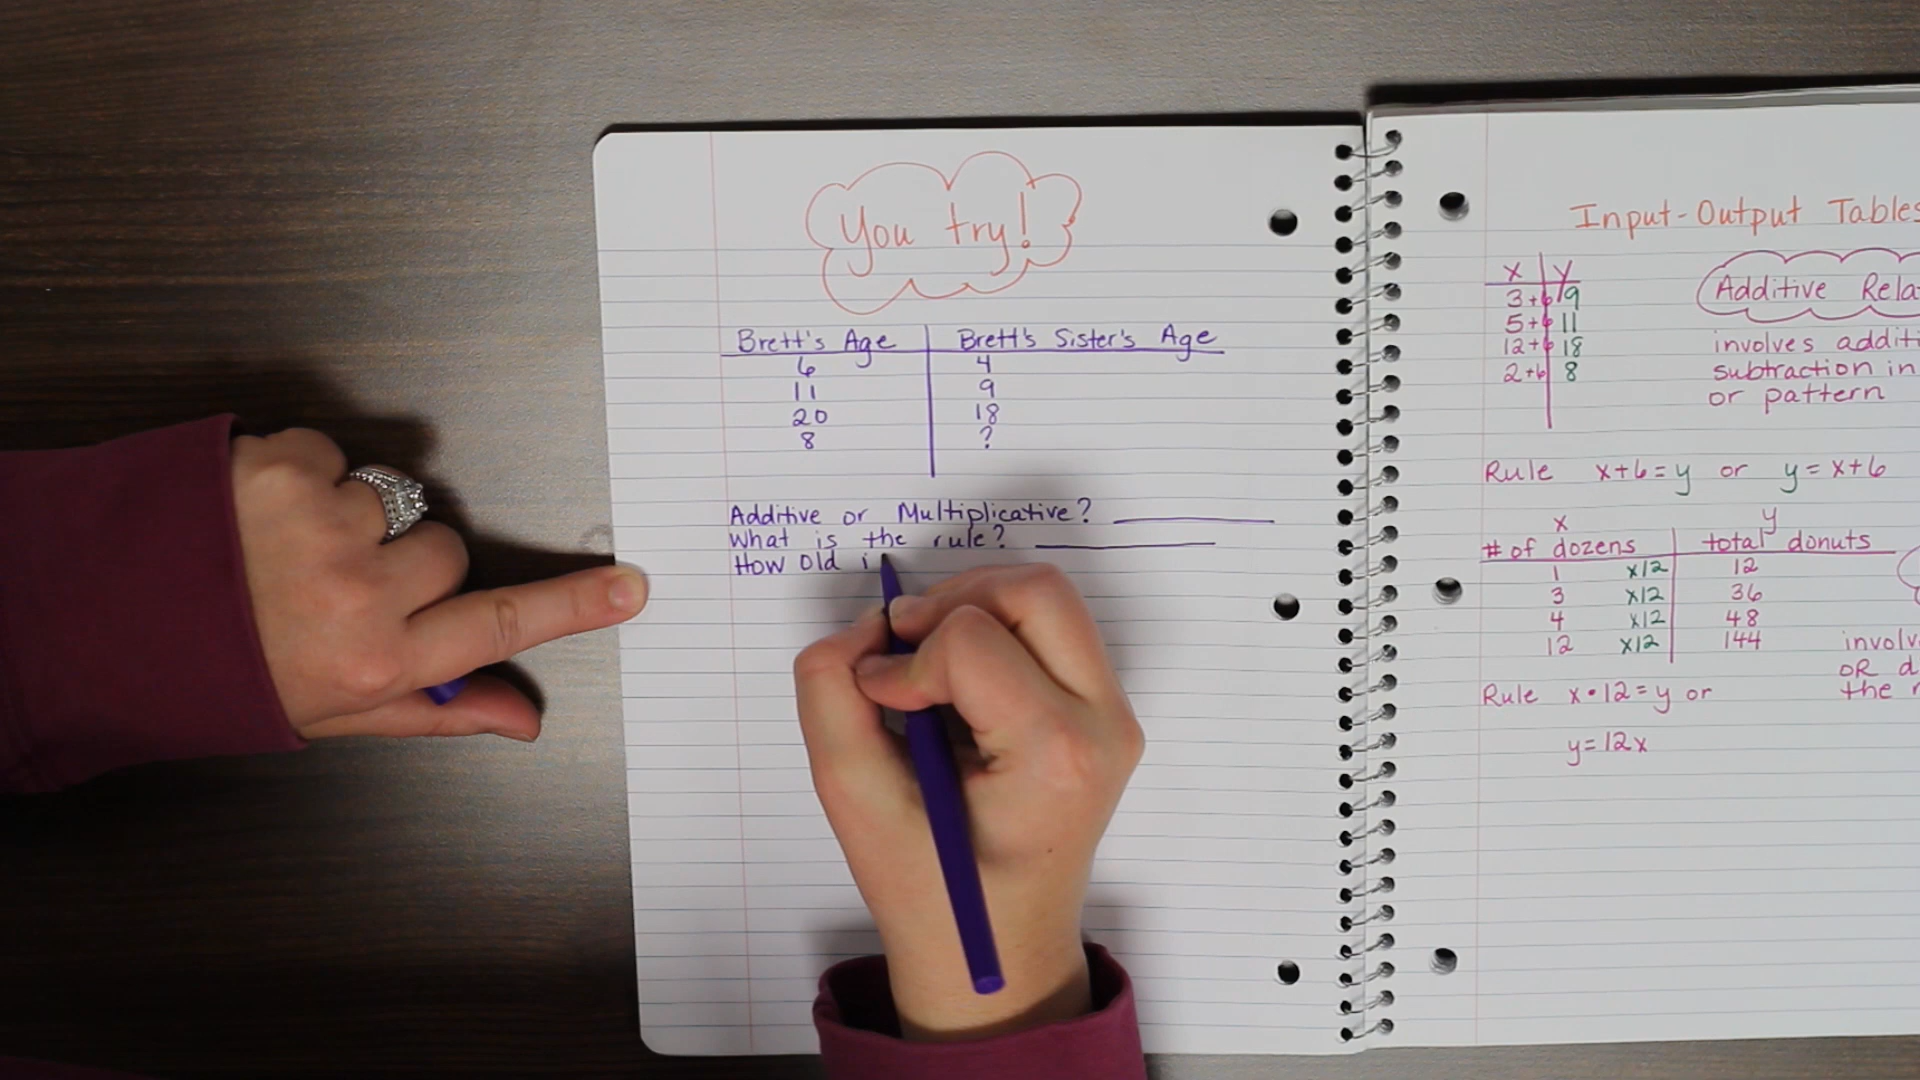 You try!
Brett's Age Brett's Sister's Age
6 4
11 9
20 18
8 ?
Additive or Multiplicative?
What is the rule?
How old i
Input-Output Tables
x y
3+6 9
5+6 11
12+6 18
2+6 8
Additive Rela
involves additi
subtraction in
or pattern
Rule x+6=y or y=x+6
x y
# of dozens total donuts
1 x12 12
3 x12 36
4 x12 48
12 x12 144
involv
OR d
the r
Rule x•12=y or
y=12x